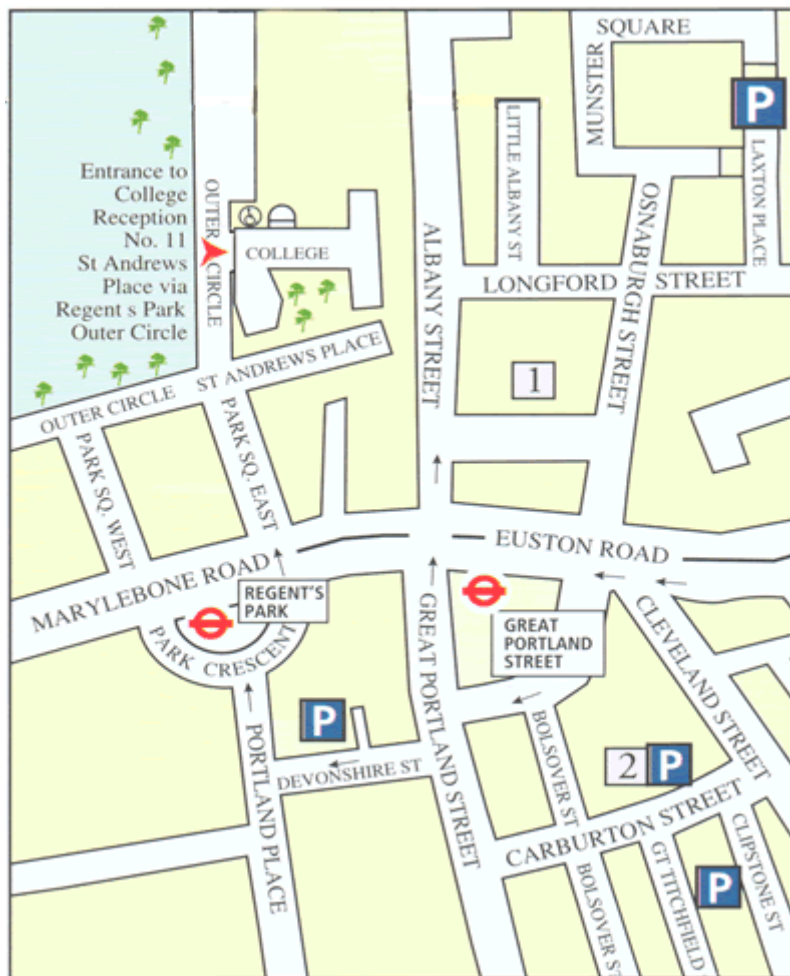 SQUARE
MUNSTER
P
LITTLE ALBANY ST
LAXTON PLACE
Entrance to
College
Reception
No. 11
St Andrews
Place via
Regent s Park
Outer Circle
OUTER CIRCLE
COLLEGE
ALBANY STREET
OSNABURGH STREET
LONGFORD STREET
1
OUTER CIRCLE
ST ANDREWS PLACE
PARK SQ. WEST
PARK SQ. EAST
MARYLEBONE ROAD
EUSTON ROAD
REGENT'S
PARK
PARK CRESCENT
GREAT
PORTLAND
STREET
GREAT PORTLAND STREET
CLEVELAND STREET
P
PORTLAND PLACE
DEVONSHIRE ST
BOLSOVER ST
2
P
CARBURTON STREET
BOLSOVER ST
GT TITCHFIELD
P
CLIPSTONE ST